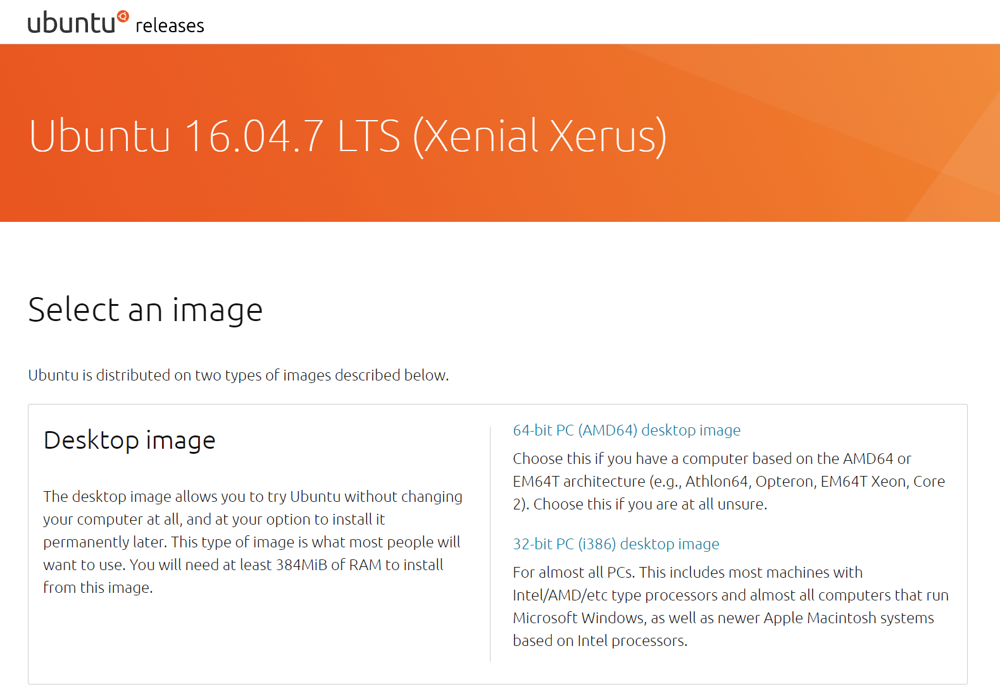 ubuntu releases
Ubuntu 16.04.7 LTS (Xenial Xerus)
Select an image
Ubuntu is distributed on two types of images described below.
Desktop image
The desktop image allows you to try Ubuntu without changing
your computer at all, and at your option to install it
permanently later. This type of image is what most people will
want to use. You will need at least 384MiB of RAM to install
from this image.
64-bit PC (AMD64) desktop image
Choose this if you have a computer based on the AMD64 or
EM64T architecture (e.g., Athlon64, Opteron, EM64T Xeon, Core
2). Choose this if you are at all unsure.
32-bit PC (i386) desktop image
For almost all PCs. This includes most machines with
Intel/AMD/etc type processors and almost all computers that run
Microsoft Windows, as well as newer Apple Macintosh systems
based on Intel processors.